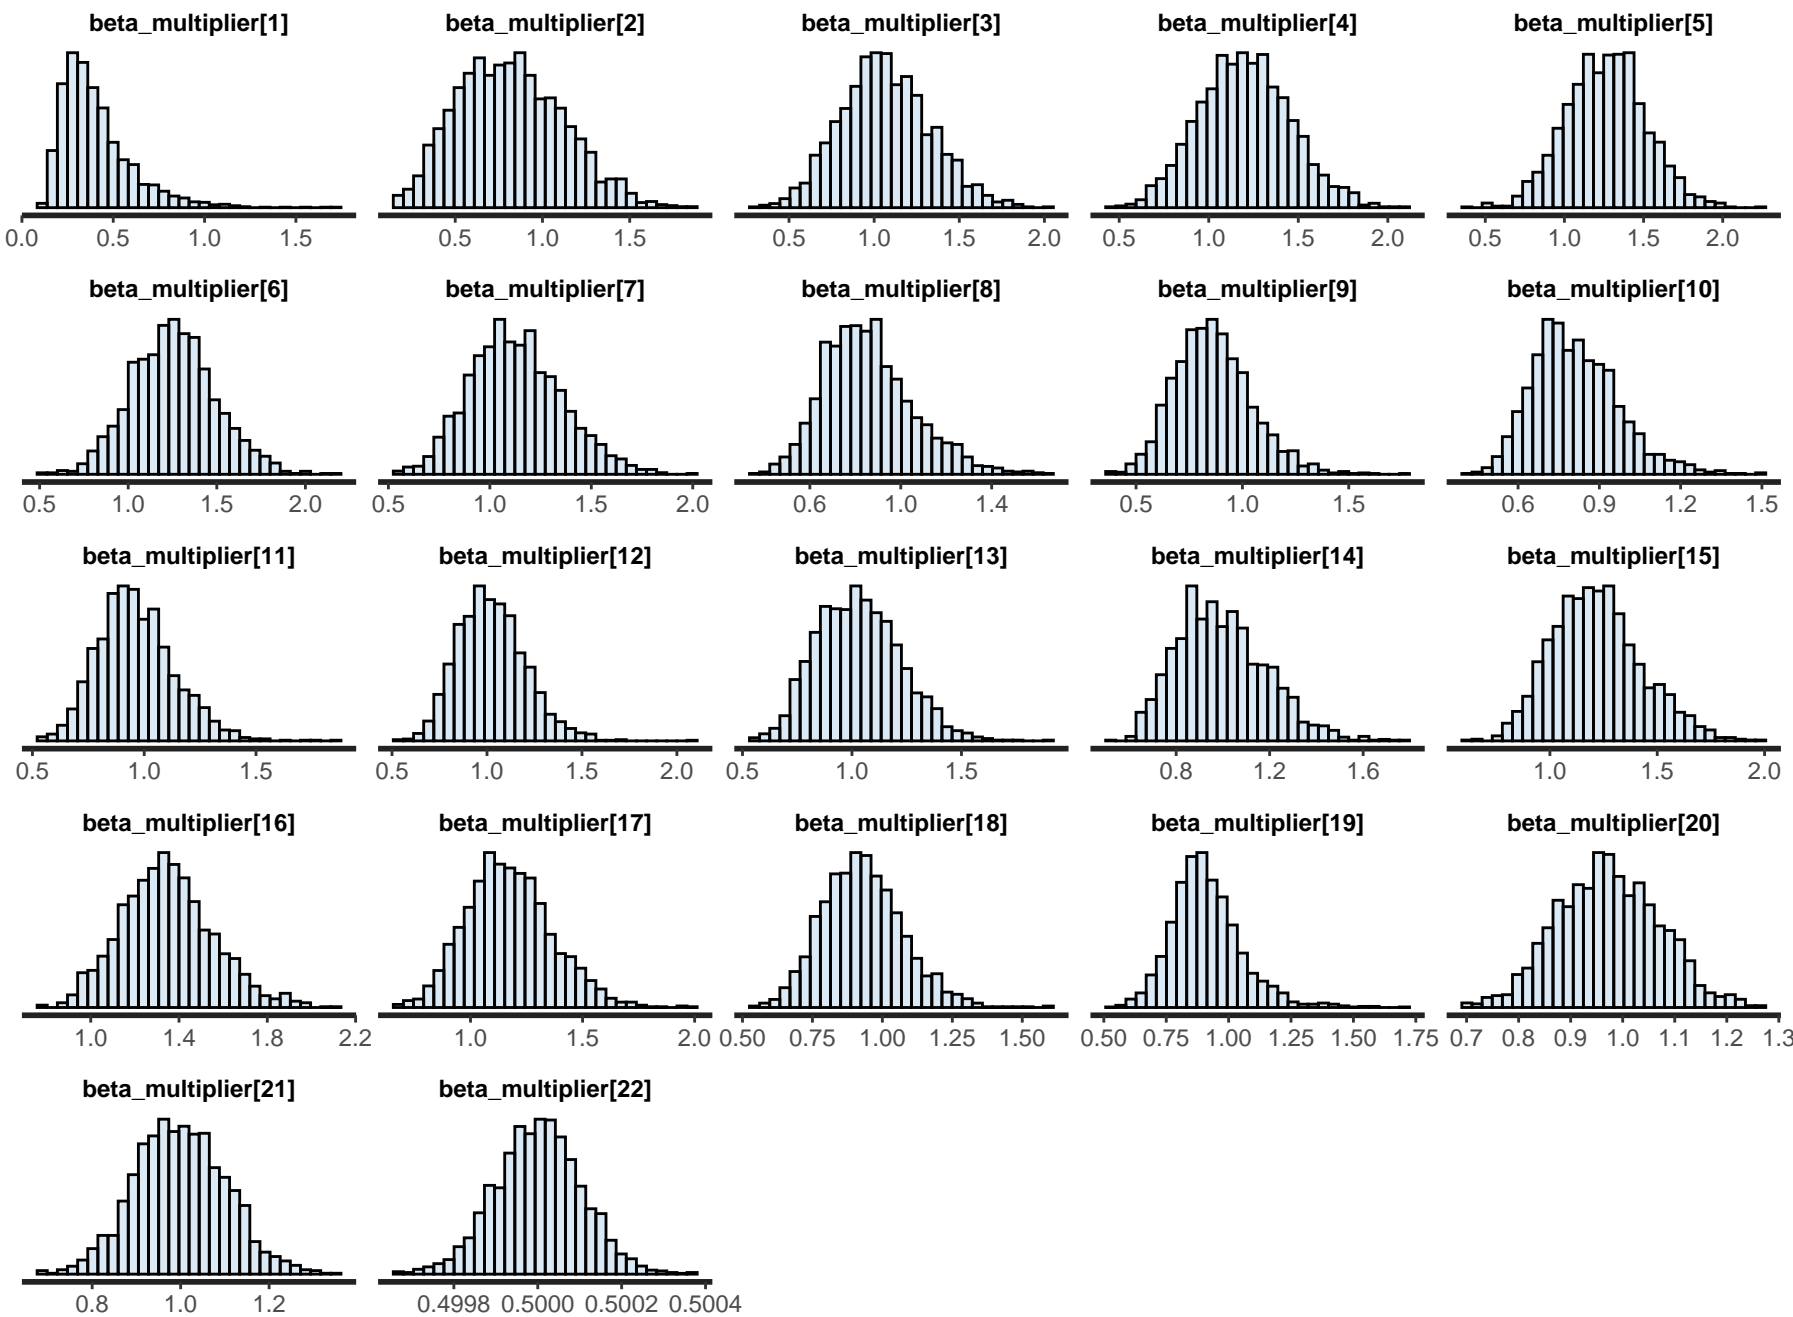 beta_multiplier[1] beta_multiplier[2] beta_multiplier[3] beta_multiplier[4] beta_multiplier[5]
0.0 0.5 1.0 1.5 0.5 1.0 1.5 0.5 1.0 1.5 2.0 0.5 1.0 1.5 2.0 0.5 1.0 1.5 2.0
beta_multiplier[6] beta_multiplier[7] beta_multiplier[8] beta_multiplier[9] beta_multiplier[10]
0.5 1.0 1.5 2.0 0.5 1.0 1.5 2.0 0.6 1.0 1.4 0.5 1.0 1.5 0.6 0.9 1.2 1.5
beta_multiplier[11] beta_multiplier[12] beta_multiplier[13] beta_multiplier[14] beta_multiplier[15]
0.5 1.0 1.5 0.5 1.0 1.5 2.0 0.5 1.0 1.5 0.8 1.2 1.6 1.0 1.5 2.0
beta_multiplier[16] beta_multiplier[17] beta_multiplier[18] beta_multiplier[19] beta_multiplier[20]
1.0 1.4 1.8 2.2 1.0 1.5 2.0 0.50 0.75 1.00 1.25 1.50 0.50 0.75 1.00 1.25 1.50 1.75 0.7 0.8 0.9 1.0 1.1 1.2 1.3
beta_multiplier[21] beta_multiplier[22]
0.8 1.0 1.2 0.4998 0.5000 0.5002 0.5004